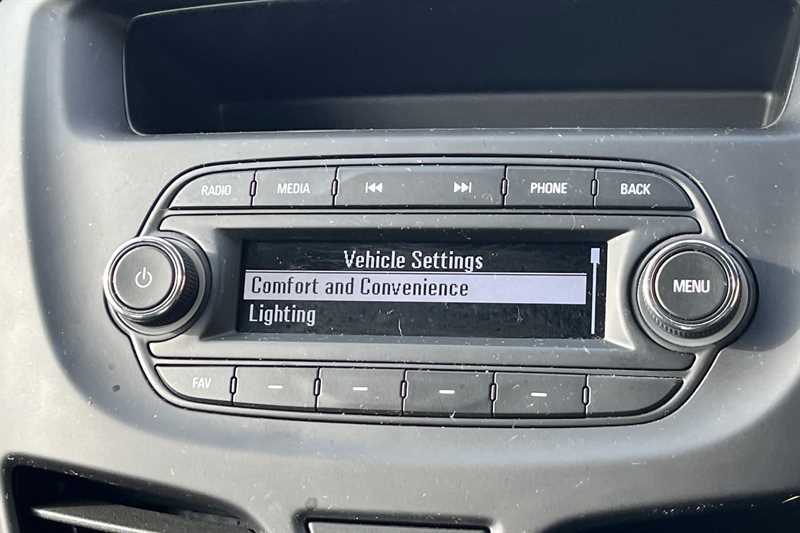 RADIO MEDIA PHONE BACK
Vehicle Settings
Comfort and Convenience
Lighting
MENU
FAV